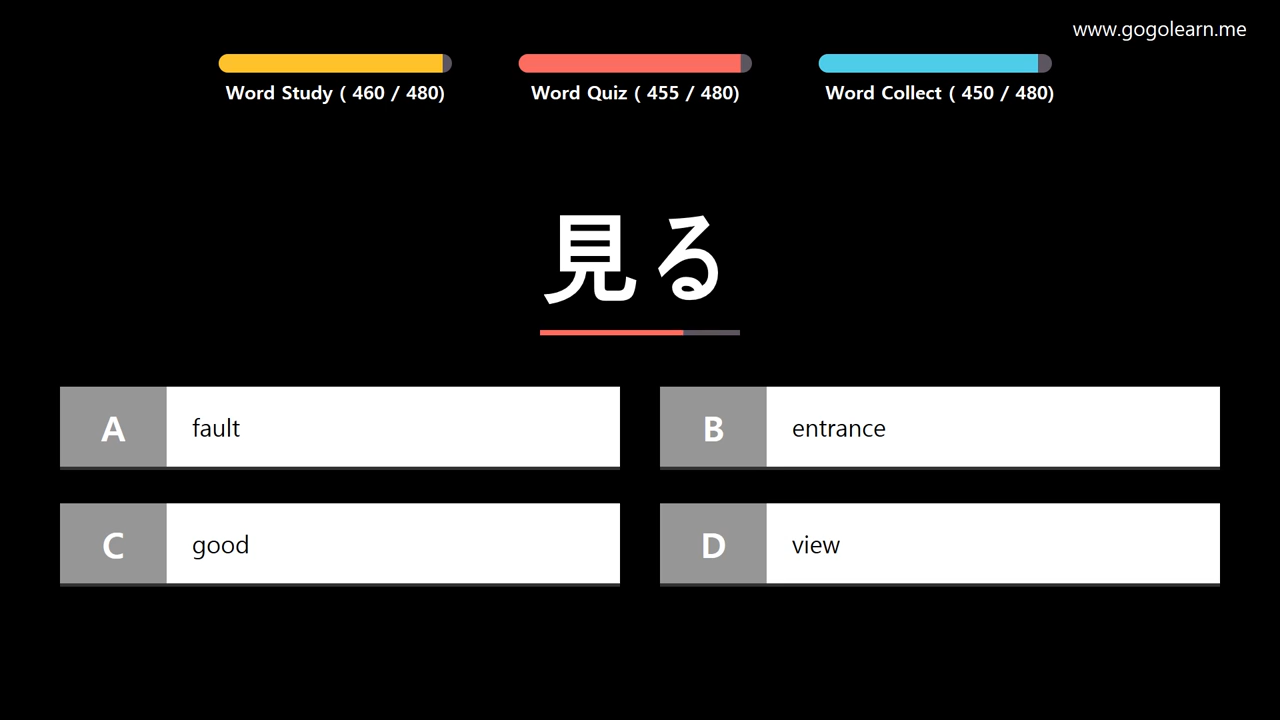 www.gogolearn.me
Word Study ( 460 / 480)
Word Quiz ( 455 / 480)
Word Collect ( 450 / 480)
見る
A fault
B entrance
C good
D view